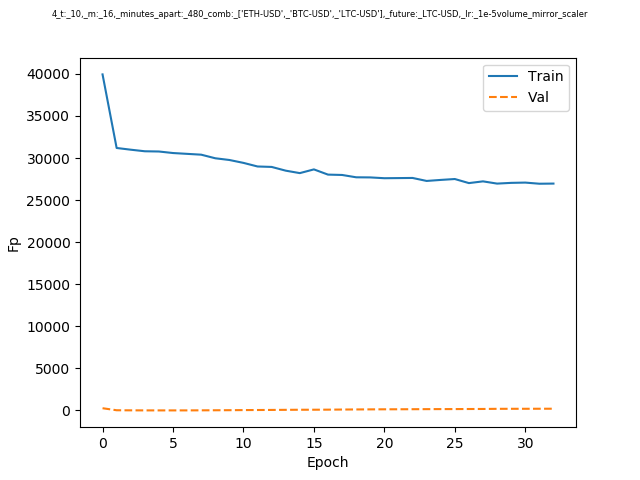 4_t:_10,_m:_16,_minutes_apart:_480_comb:_['ETH-USD',_'BTC-USD',_'LTC-USD'],_future:_LTC-USD,_lr:_1e-5volume_mirror_scaler
Train
Val
40000
35000
30000
25000
20000
15000
10000
5000
0
Fp
0 5 10 15 20 25 30
Epoch